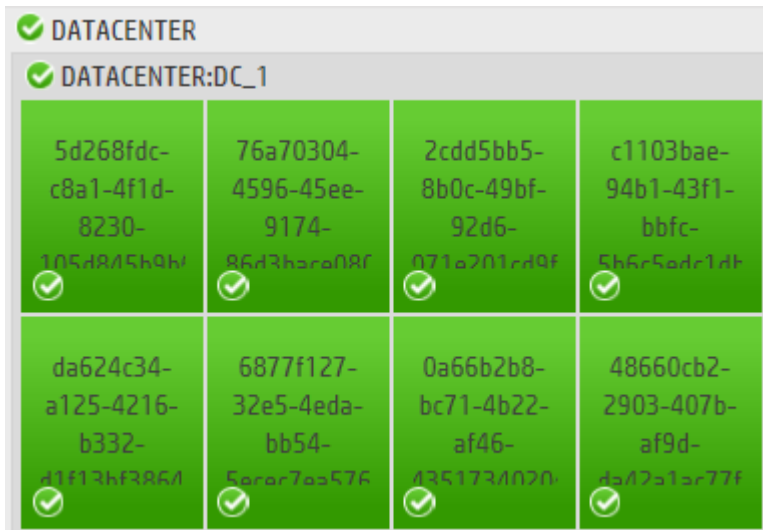 DATACENTER
DATACENTER:DC_1
5d268fdc-
c8a1-4f1d-
8230-
76a70304-
4596-45ee-
9174-
2cdd5bb5-
8b0c-49bf-
92d6-
c1103bae-
94b1-43f1-
bbfc-
da624c34-
a125-4216-
b332-
6877f127-
32e5-4eda-
bb54-
0a66b2b8-
bc71-4b22-
af46-
48660cb2-
2903-407b-
af9d-